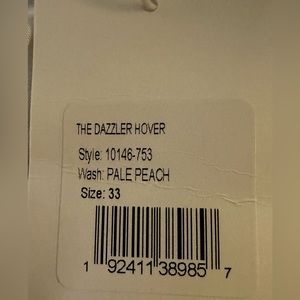 THE DAZZLER HOVER
Style: 10146-753
Wash: PALE PEACH
Size: 33
1 92411 38985 7